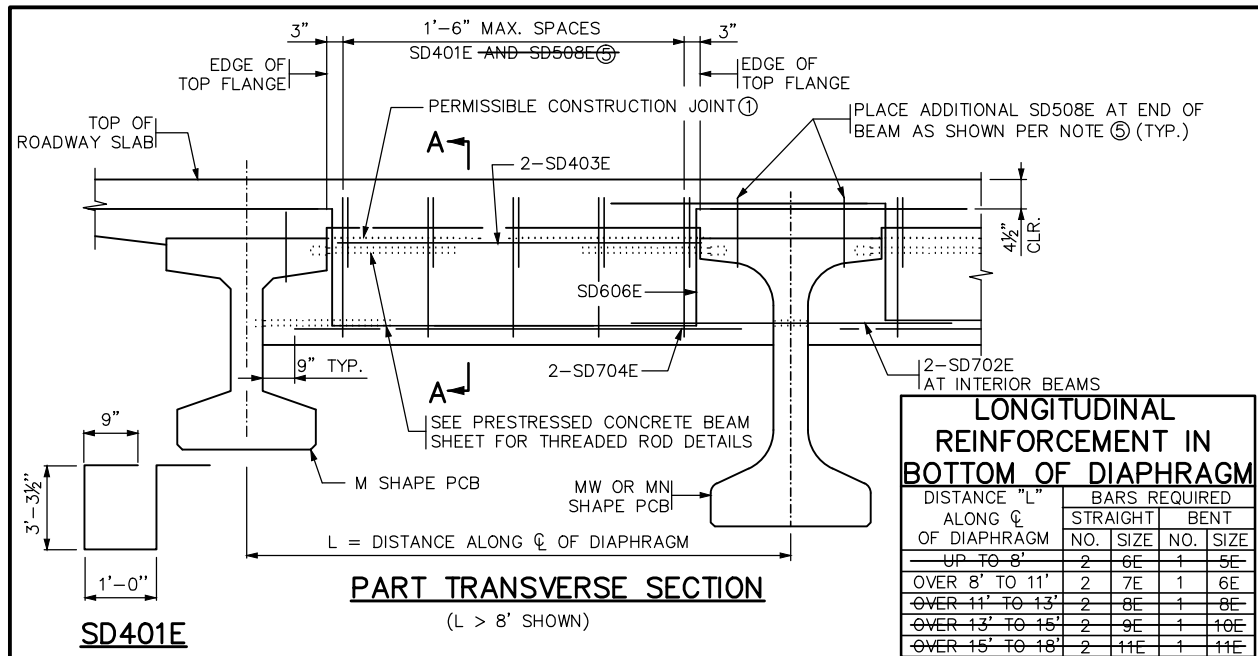 3"
1'-6" MAX. SPACES
3"
SD401E AND SD508E ⑤
EDGE OF
TOP FLANGE
EDGE OF
TOP FLANGE
PERMISSIBLE CONSTRUCTION JOINT ①
PLACE ADDITIONAL SD508E AT END OF
BEAM AS SHOWN PER NOTE ⑤ (TYP.)
TOP OF
ROADWAY SLAB
A
2-SD403E
4½"
CLR.
SD606E
9" TYP.
2-SD704E
2-SD702E
AT INTERIOR BEAMS
A
SEE PRESTRESSED CONCRETE BEAM
SHEET FOR THREADED ROD DETAILS
9"
3'-3½"
1'-0"
SD401E
M SHAPE PCB
MW OR MN
SHAPE PCB
L = DISTANCE ALONG ℄ OF DIAPHRAGM
PART TRANSVERSE SECTION
(L > 8' SHOWN)
LONGITUDINAL
REINFORCEMENT IN
BOTTOM OF DIAPHRAGM
DISTANCE "L"
ALONG ℄
OF DIAPHRAGM
BARS REQUIRED
STRAIGHT BENT
NO. SIZE NO. SIZE
UP TO 8' 2 6E 1 5E
OVER 8' TO 11' 2 7E 1 6E
OVER 11' TO 13' 2 8E 1 8E
OVER 13' TO 15' 2 9E 1 10E
OVER 15' TO 18' 2 11E 1 11E